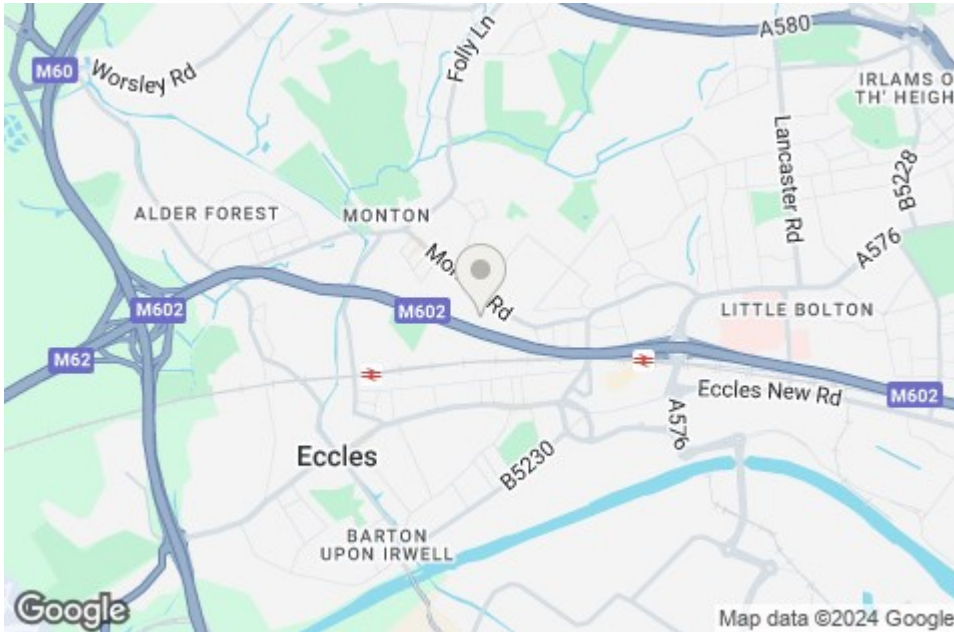 A580
Folly Ln
M60
Worsley Rd
IRLAMS O
TH' HEIGH
Lancaster Rd
B5228
ALDER FOREST
MONTON
A576
M602
M602
Rd
LITTLE BOLTON
M62
Eccles New Rd
M602
A576
Eccles
B5230
BARTON
UPON IRWELL
Google
Map data ©2024 Google